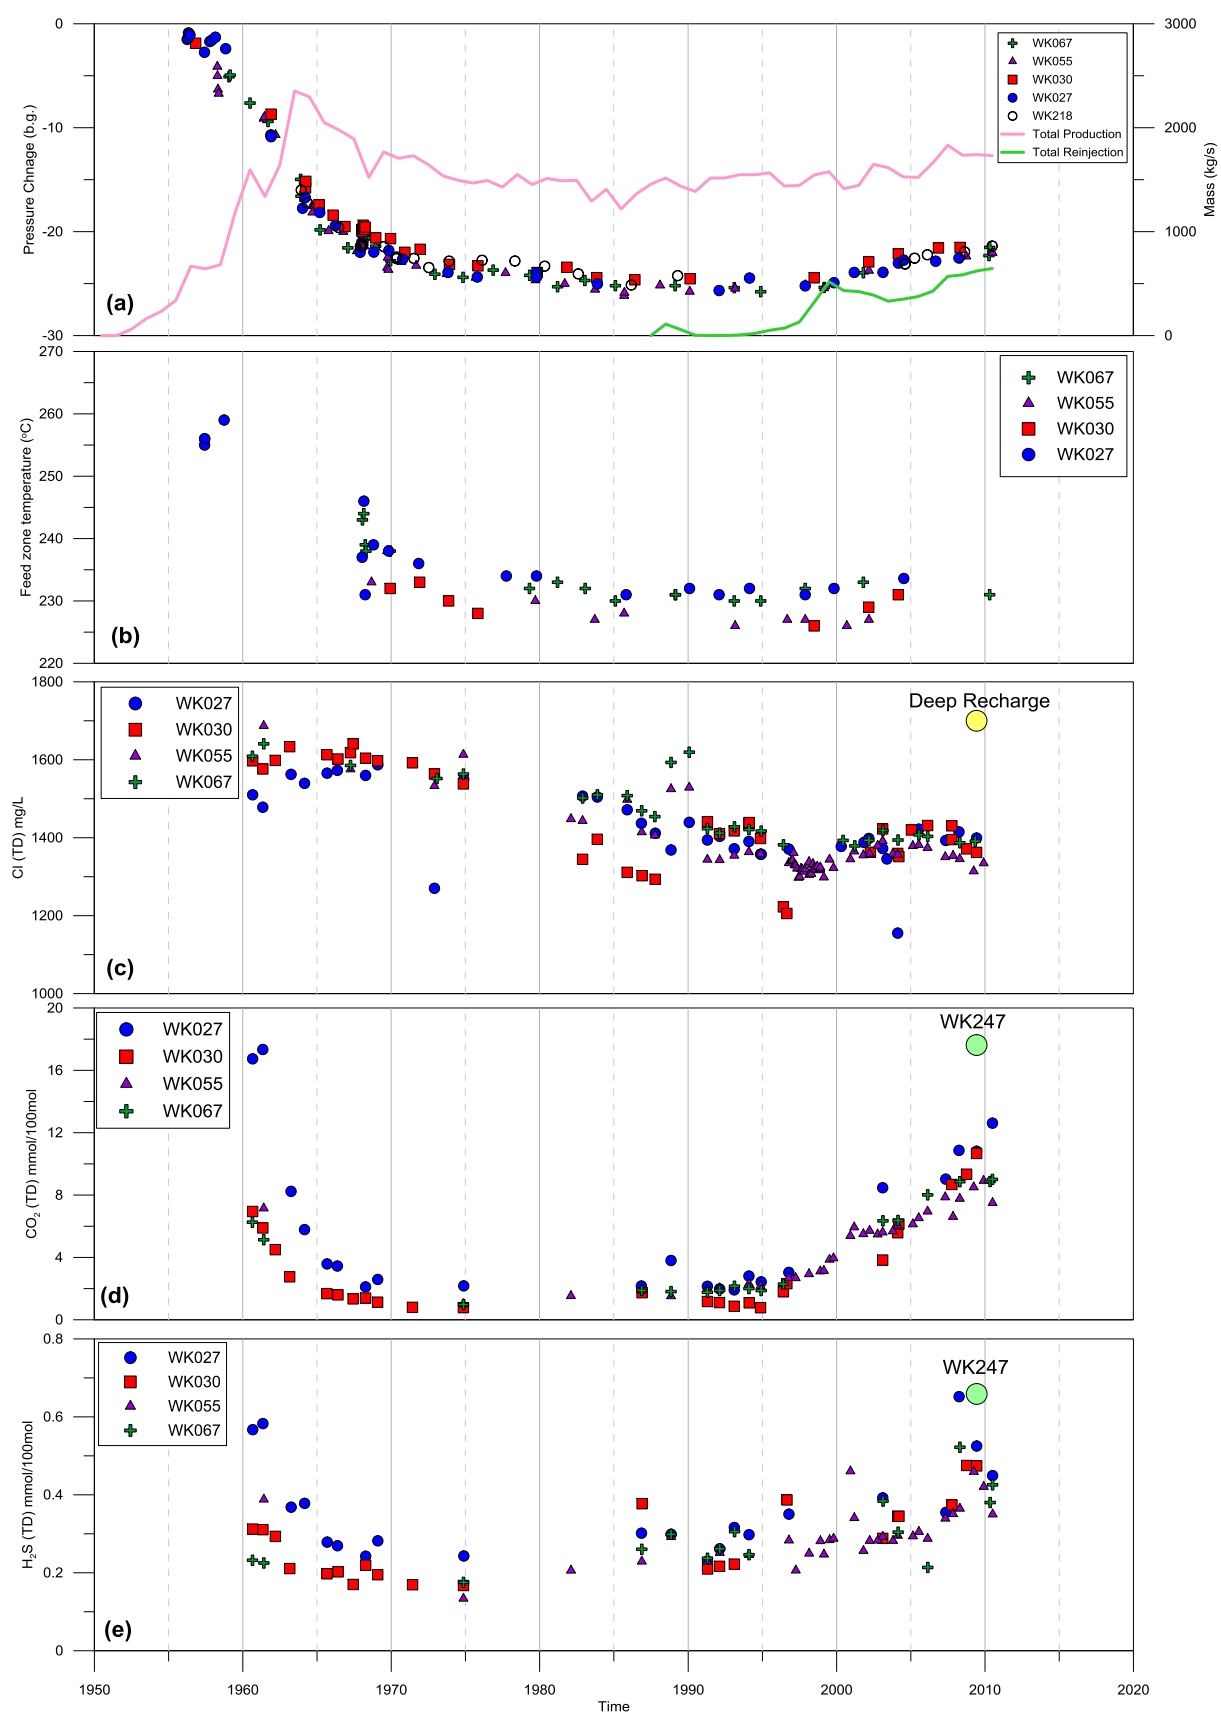 0
-10
-20
-30
Pressure Chnage (b.g.)
3000
2000
1000
0
Mass (kg/s)
WK067
WK055
WK030
WK027
WK218
Total Production
Total Reinjection
(a)
270
260
250
240
230
220
Feed zone temperature (°C)
WK067
WK055
WK030
WK027
(b)
1800
1600
1400
1200
1000
Cl (TD) mg/L
WK027
WK030
WK055
WK067
Deep Recharge
(c)
20
16
12
8
4
0
CO2 (TD) mmol/100mol
WK027
WK030
WK055
WK067
WK247
(d)
0.8
0.6
0.4
0.2
0
H2S (TD) mmol/100mol
WK027
WK030
WK055
WK067
WK247
(e)
1950 1960 1970 1980 1990 2000 2010 2020
Time